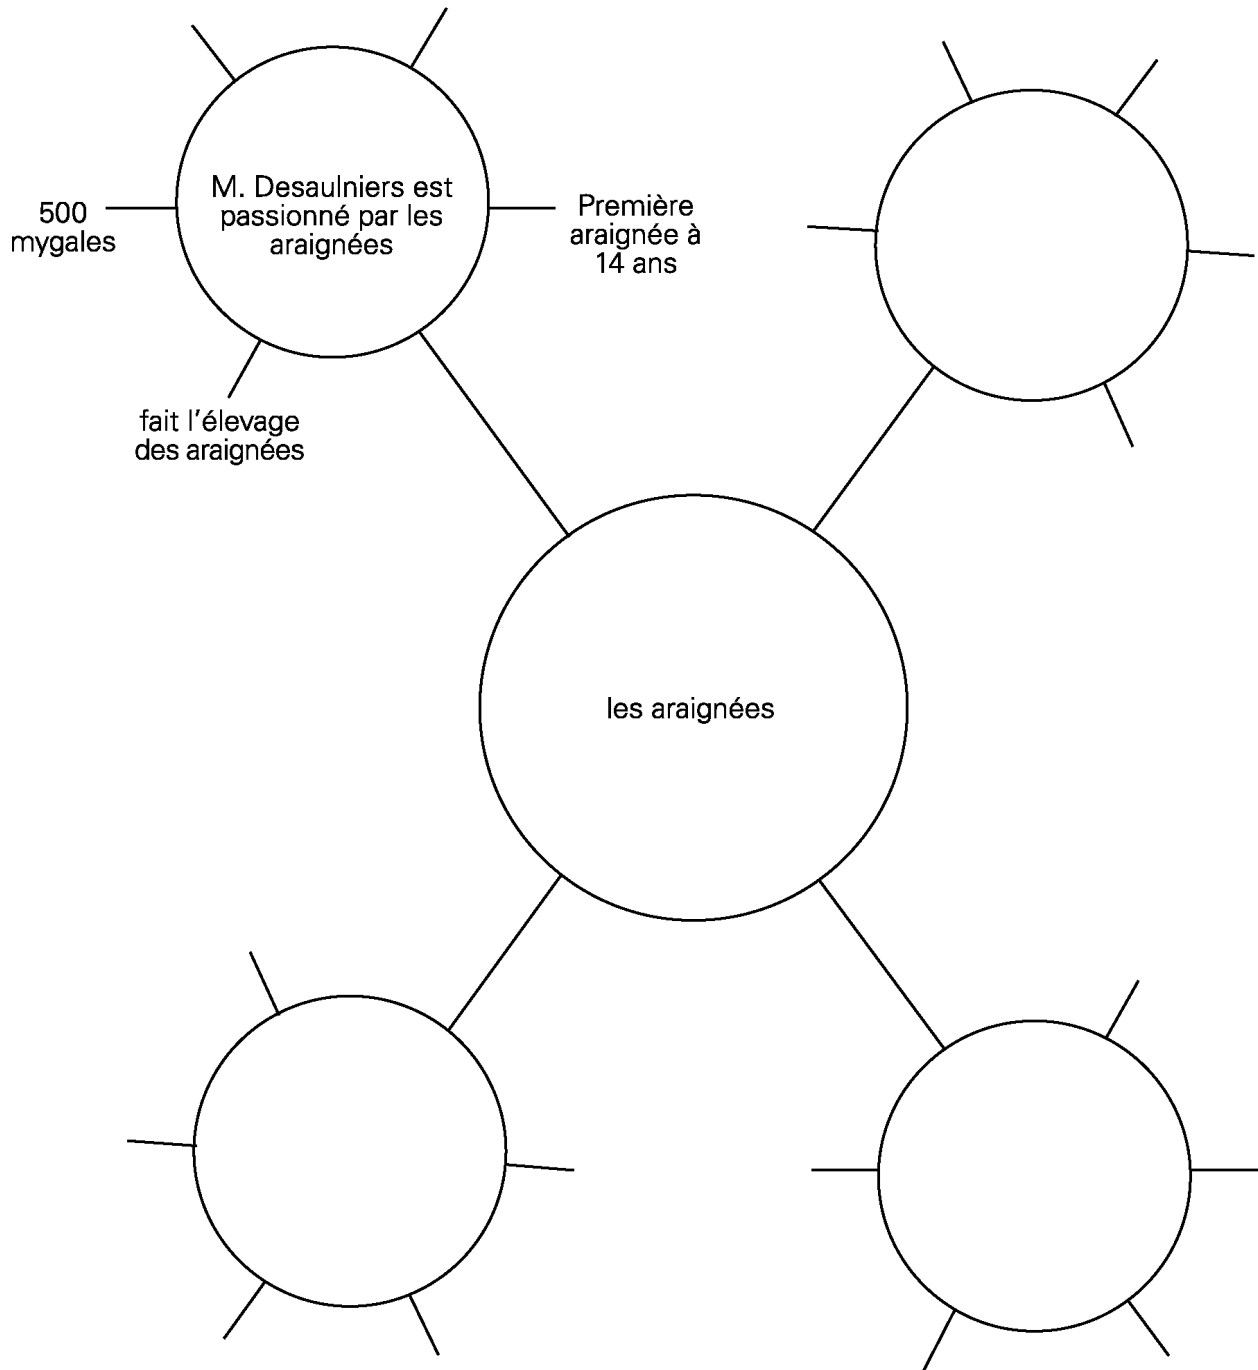 M. Desaulniers est
passionné par les
araignées
500
mygales
Première
araignée à
14 ans
fait l'élevage
des araignées
les araignées